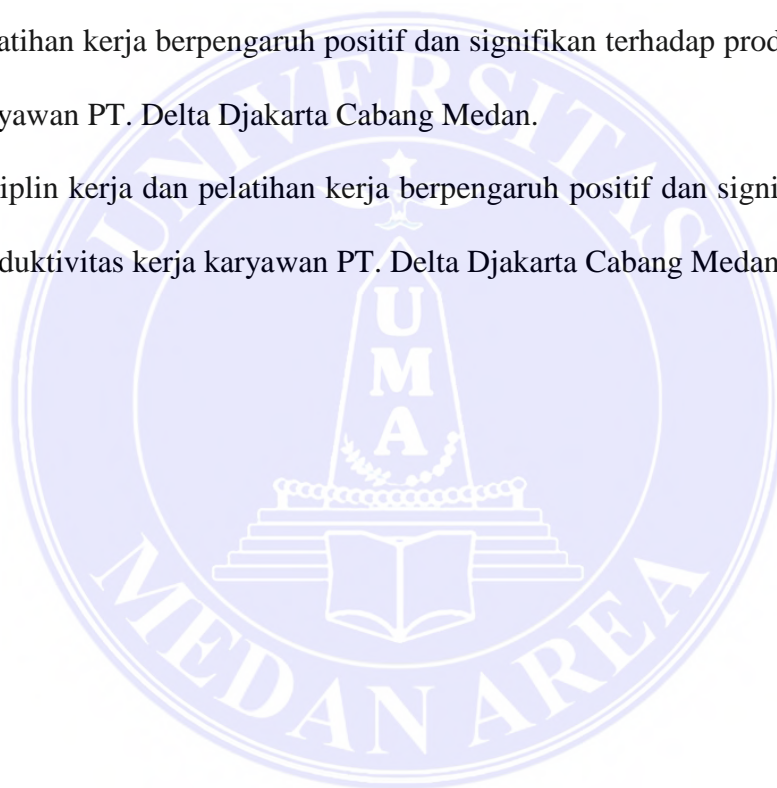 atihan kerja berpengaruh positif dan signifikan terhadap prod
yawan PT. Delta Djakarta Cabang Medan.
iplin kerja dan pelatihan kerja berpengaruh positif dan signi
duktivitas kerja karyawan PT. Delta Djakarta Cabang Medan
UNIVERSITAS
U
M
A
MEDAN AREA